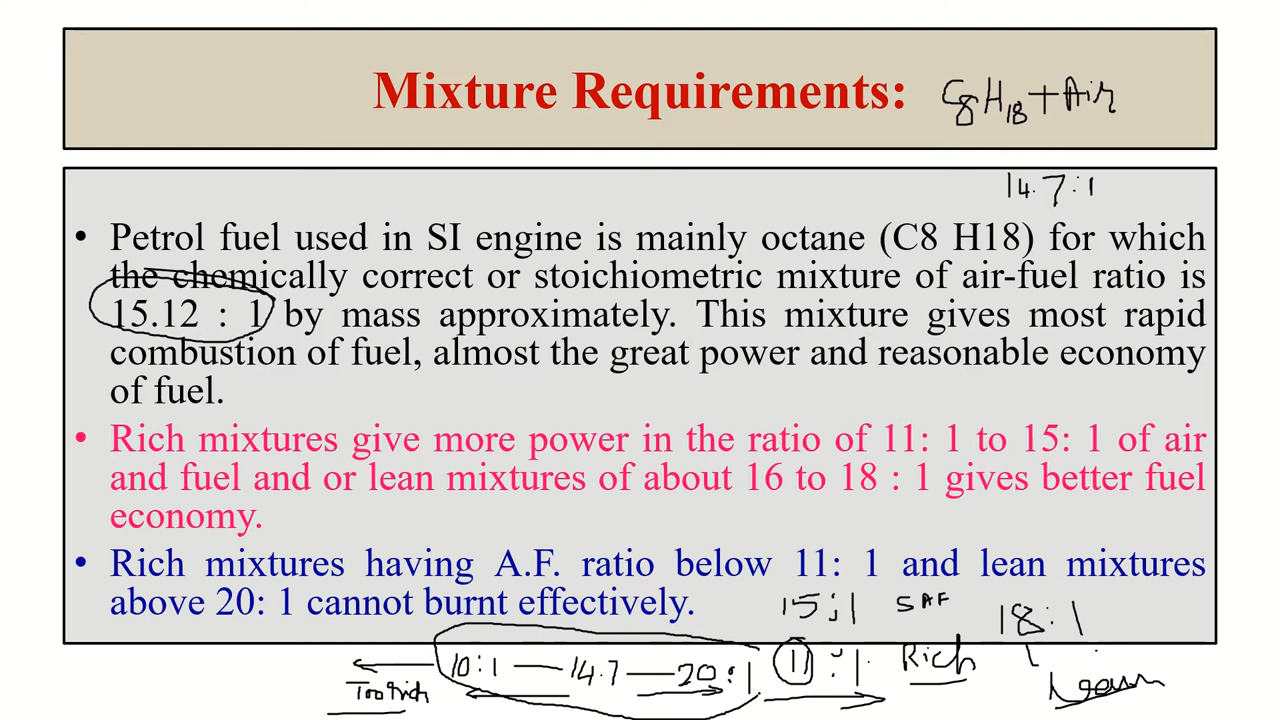 Mixture Requirements: C8H18+Air
14.7:1
• Petrol fuel used in SI engine is mainly octane (C8 H18) for which
the chemically correct or stoichiometric mixture of air-fuel ratio is
15.12 : 1 by mass approximately. This mixture gives most rapid
combustion of fuel, almost the great power and reasonable economy
of fuel.
• Rich mixtures give more power in the ratio of 11: 1 to 15: 1 of air
and fuel and or lean mixtures of about 16 to 18 : 1 gives better fuel
economy.
• Rich mixtures having A.F. ratio below 11: 1 and lean mixtures
above 20: 1 cannot burnt effectively.
15:1 SAF 18:1
10:1 — 14.7 — 20:1 11:1 Rich
Too Rich Lean